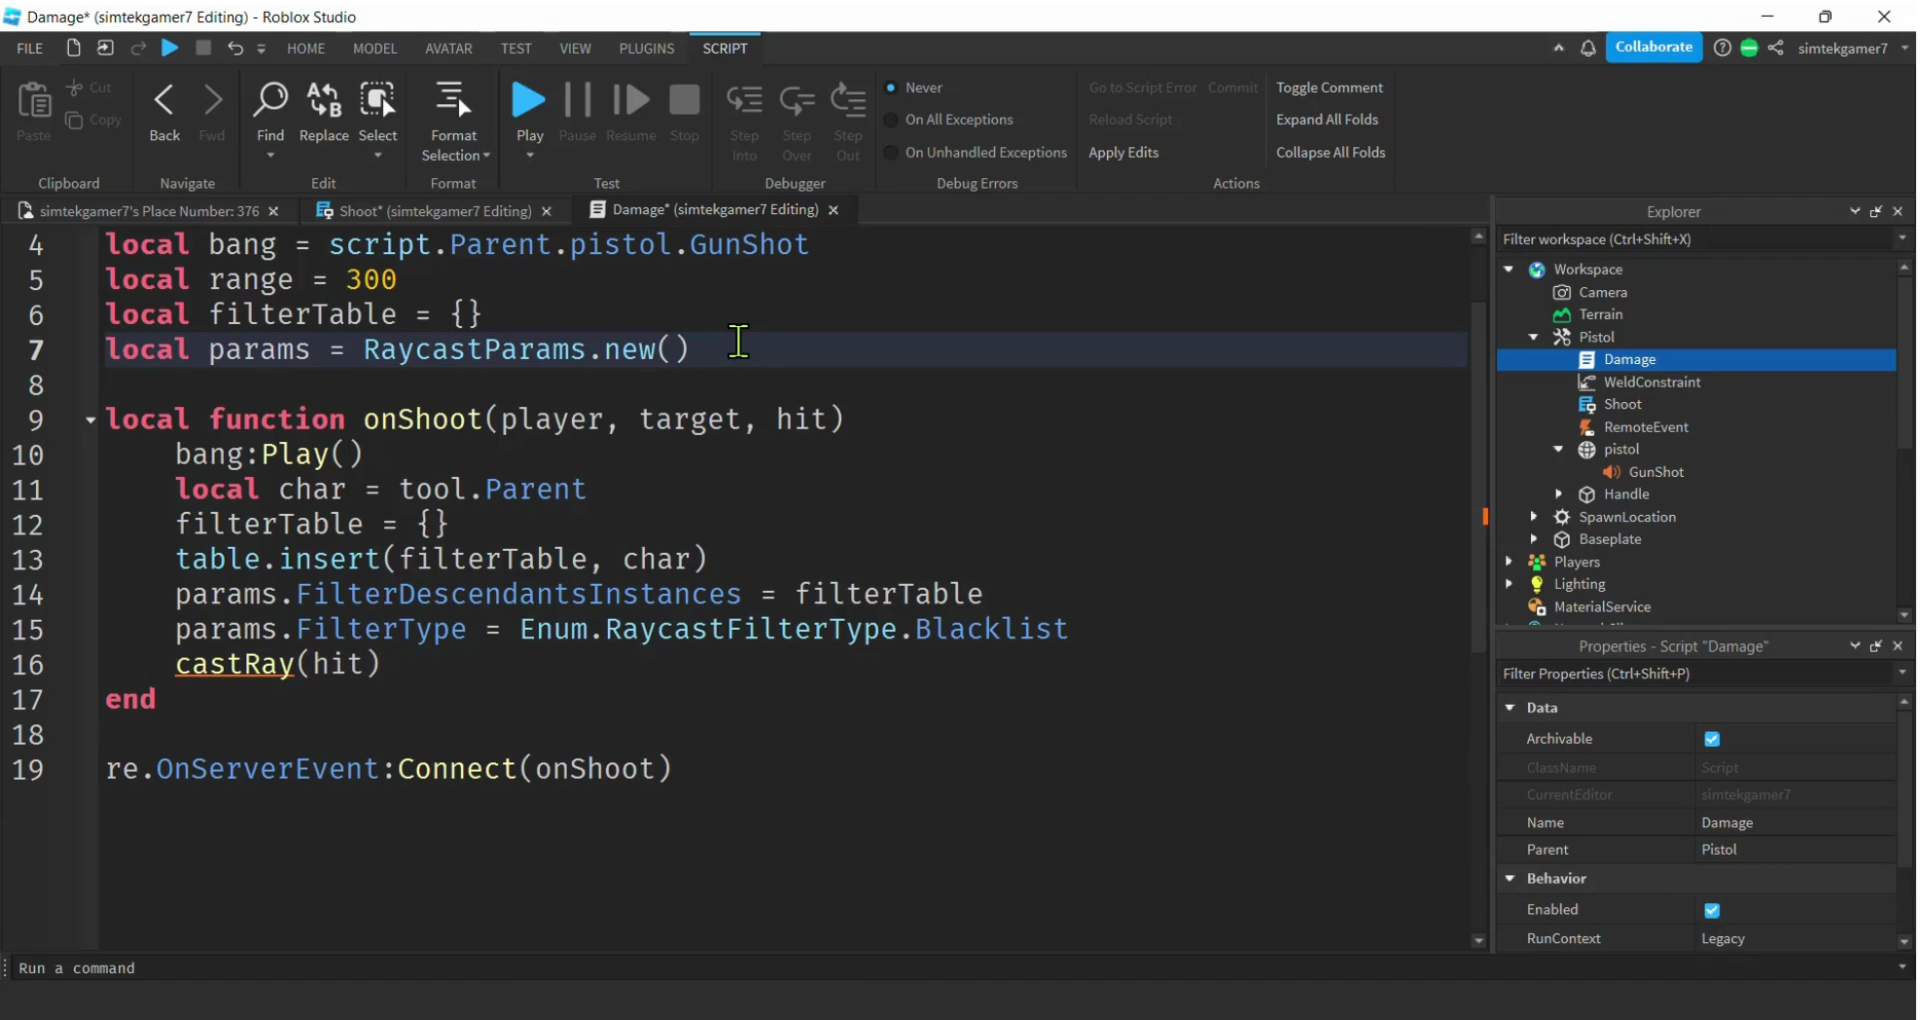 Damage* (simtekgamer7 Editing) - Roblox Studio
FILE HOME MODEL AVATAR TEST VIEW PLUGINS SCRIPT Collaborate simtekgamer7
Paste Cut Copy
Clipboard
Back Fwd
Navigate
Find Replace Select
Edit
Format Selection
Format
Play Pause Resume Stop
Test
Step Into Step Over Step Out
Debugger
Never
On All Exceptions
On Unhandled Exceptions
Debug Errors
Go to Script Error Commit
Reload Script
Apply Edits
Toggle Comment
Expand All Folds
Collapse All Folds
Actions
simtekgamer7's Place Number: 376 Shoot* (simtekgamer7 Editing) Damage* (simtekgamer7 Editing)
4 local bang = script.Parent.pistol.GunShot
5 local range = 300
6 local filterTable = {}
7 local params = RaycastParams.new()
8
9 local function onShoot(player, target, hit)
10 bang:Play()
11 local char = tool.Parent
12 filterTable = {}
13 table.insert(filterTable, char)
14 params.FilterDescendantsInstances = filterTable
15 params.FilterType = Enum.RaycastFilterType.Blacklist
16 castRay(hit)
17 end
18
19 re.OnServerEvent:Connect(onShoot)
Explorer
Filter workspace (Ctrl+Shift+X)
Workspace
Camera
Terrain
Pistol
Damage
WeldConstraint
Shoot
RemoteEvent
pistol
GunShot
Handle
SpawnLocation
Baseplate
Players
Lighting
MaterialService
Properties - Script "Damage"
Filter Properties (Ctrl+Shift+P)
Data
Archivable
ClassName Script
CurrentEditor simtekgamer7
Name Damage
Parent Pistol
Behavior
Enabled
RunContext Legacy
Run a command